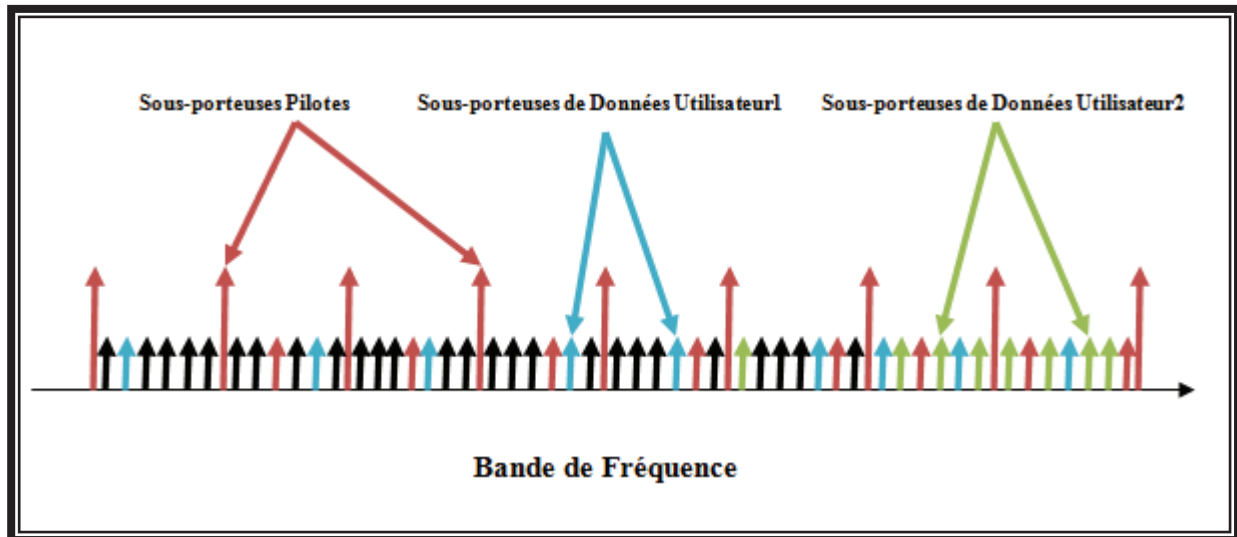 Sous-porteuses Pilotes
Sous-porteuses de Données Utilisateur1
Sous-porteuses de Données Utilisateur2
Bande de Fréquence